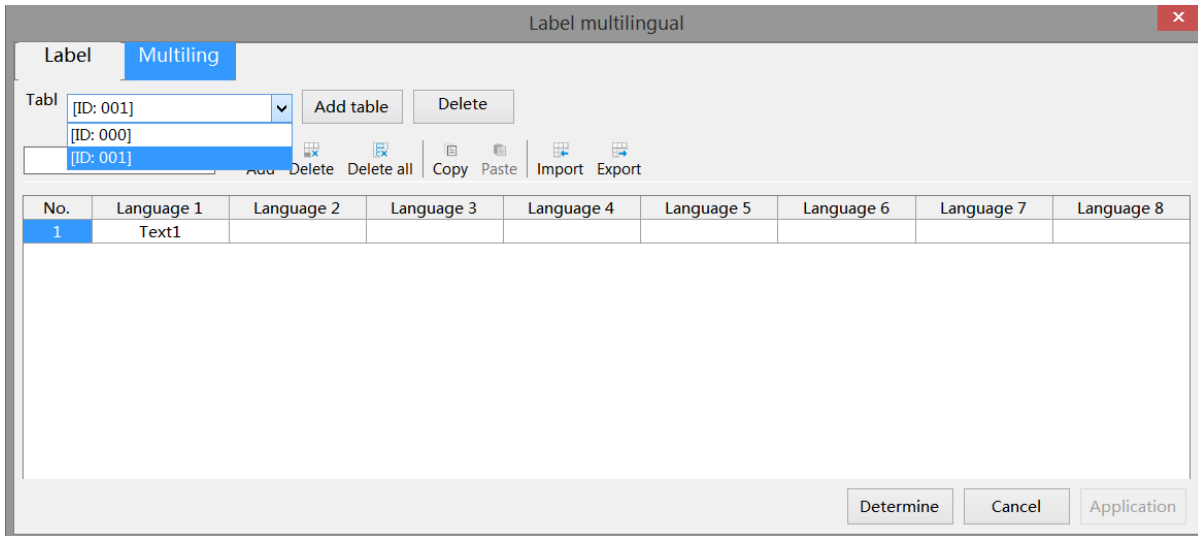 Label multilingual
Label Multiling
Tabl [ID: 001] Add table Delete
[ID: 000]
[ID: 001]
Add Delete Delete all Copy Paste Import Export
No. Language 1 Language 2 Language 3 Language 4 Language 5 Language 6 Language 7 Language 8
1 Text1
Determine Cancel Application